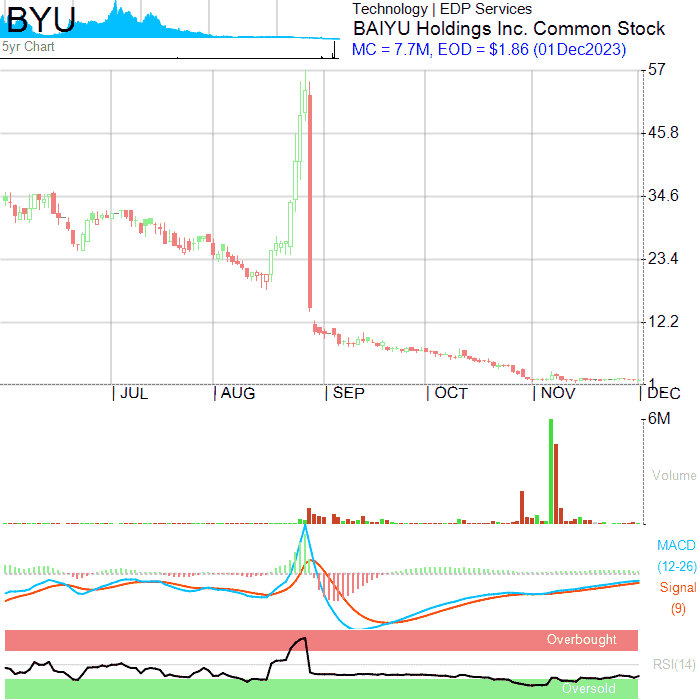 BYU
5yr Chart
Technology | EDP Services
BAIYU Holdings Inc. Common Stock
MC = 7.7M, EOD = $1.86 (01Dec2023)
57
45.8
34.6
23.4
12.2
1
JUL
AUG
SEP
OCT
NOV
DEC
6M
Volume
MACD
(12-26)
Signal
(9)
Overbought
RSI(14)
Oversold